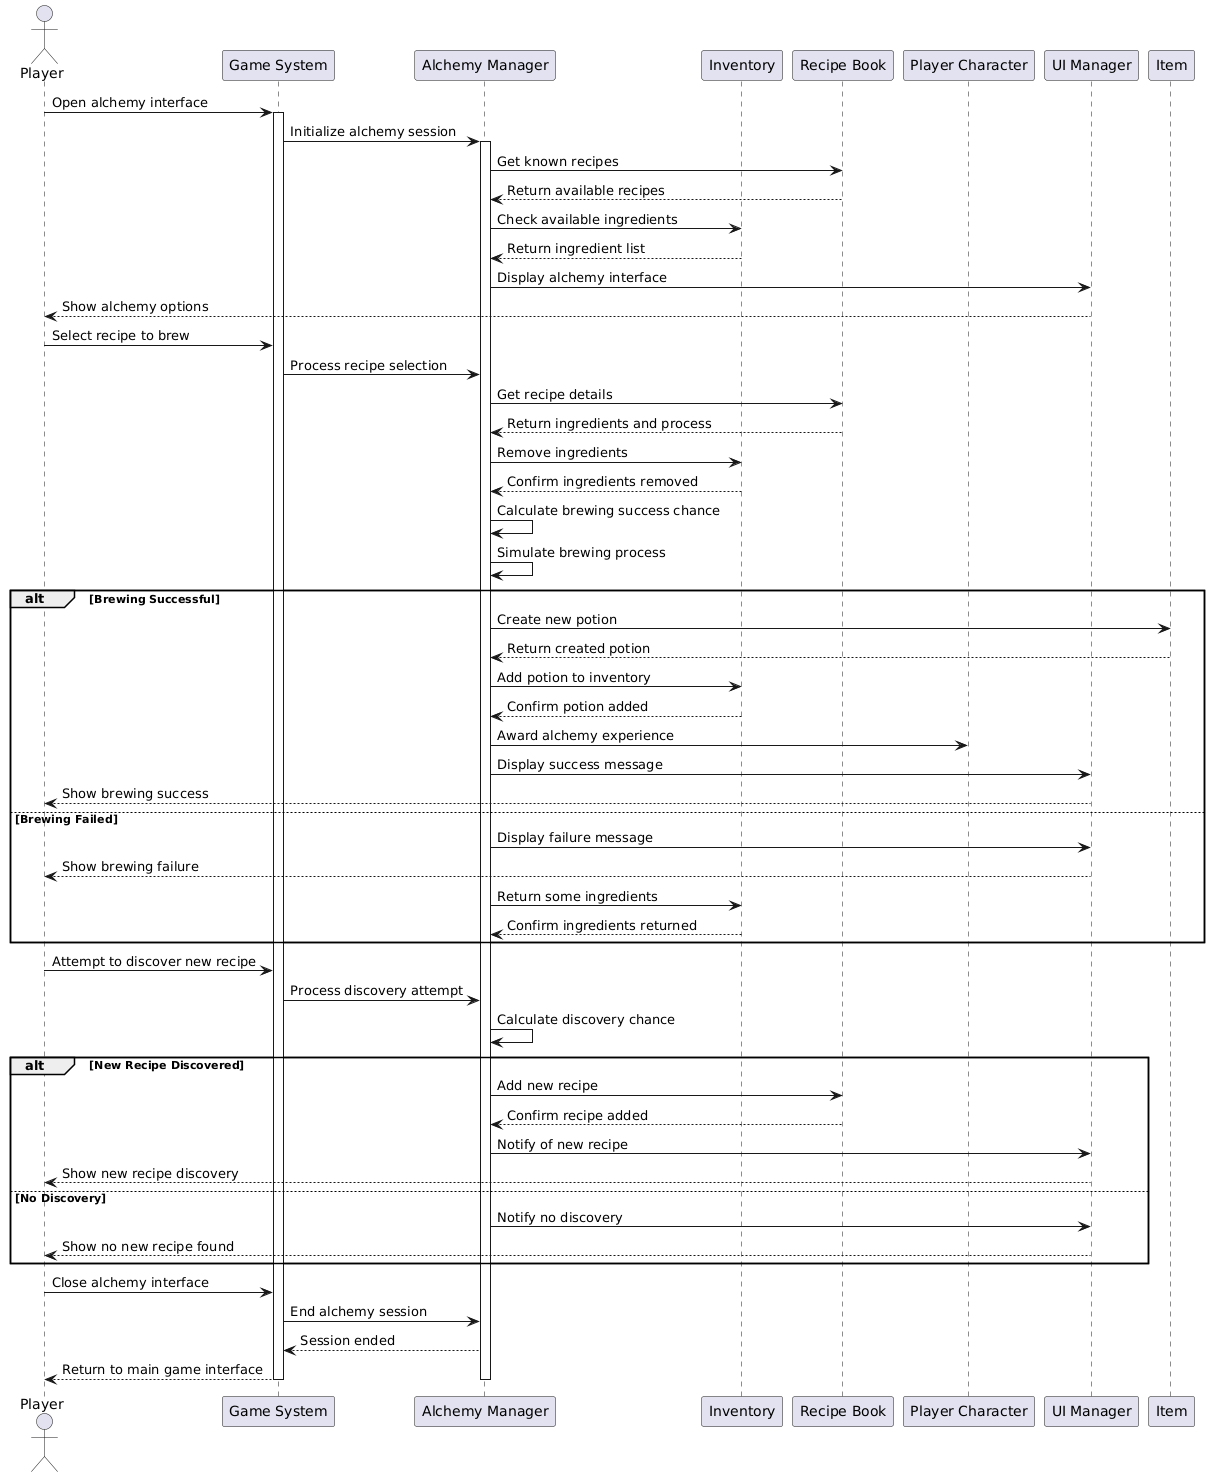 Player
Game System
Alchemy Manager
Inventory
Recipe Book
Player Character
UI Manager
Item
Open alchemy interface
Initialize alchemy session
Get known recipes
Return available recipes
Check available ingredients
Return ingredient list
Display alchemy interface
Show alchemy options
Select recipe to brew
Process recipe selection
Get recipe details
Return ingredients and process
Remove ingredients
Confirm ingredients removed
Calculate brewing success chance
Simulate brewing process
alt
[Brewing Successful]
Create new potion
Return created potion
Add potion to inventory
Confirm potion added
Award alchemy experience
Display success message
Show brewing success
[Brewing Failed]
Display failure message
Show brewing failure
Return some ingredients
Confirm ingredients returned
Attempt to discover new recipe
Process discovery attempt
Calculate discovery chance
alt
[New Recipe Discovered]
Add new recipe
Confirm recipe added
Notify of new recipe
Show new recipe discovery
[No Discovery]
Notify no discovery
Show no new recipe found
Close alchemy interface
End alchemy session
Session ended
Return to main game interface
Player
Game System
Alchemy Manager
Inventory
Recipe Book
Player Character
UI Manager
Item